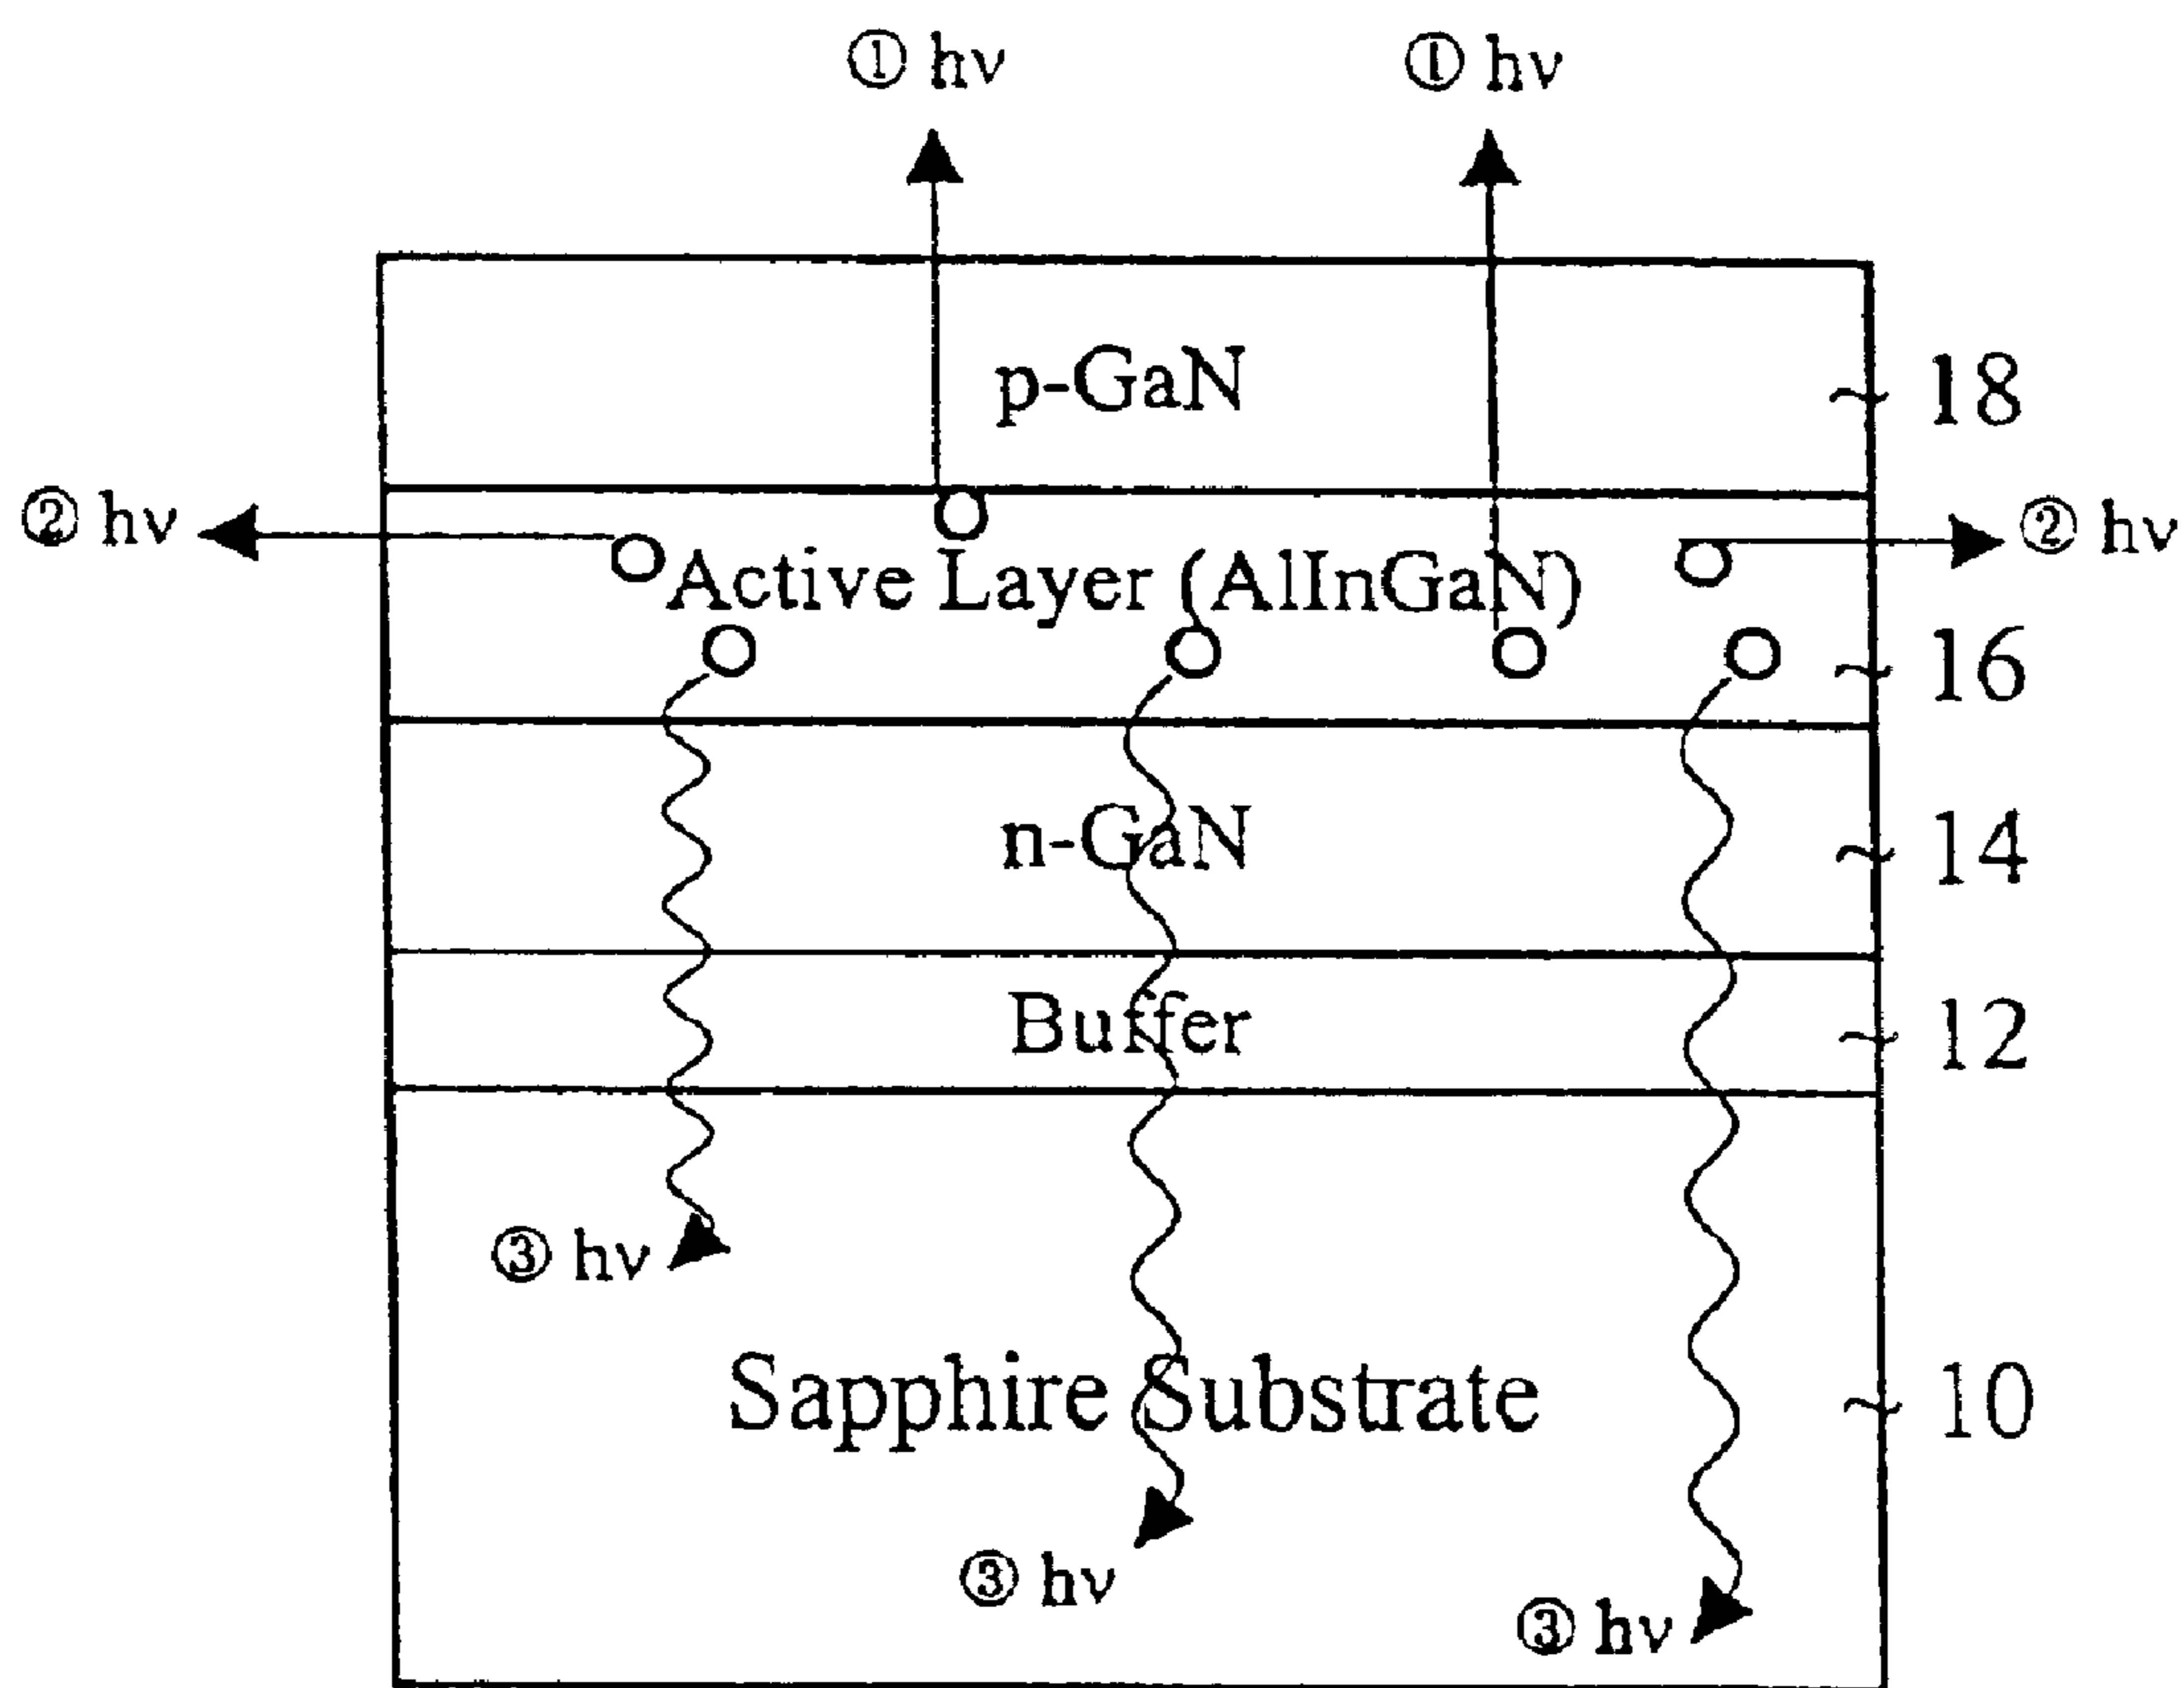 ① hν ① hν
p-GaN 18
② hν ② hν
Active Layer (AlInGaN)
16
n-GaN 14
Buffer 12
③ hν
Sapphire Substrate 10
③ hν
③ hν